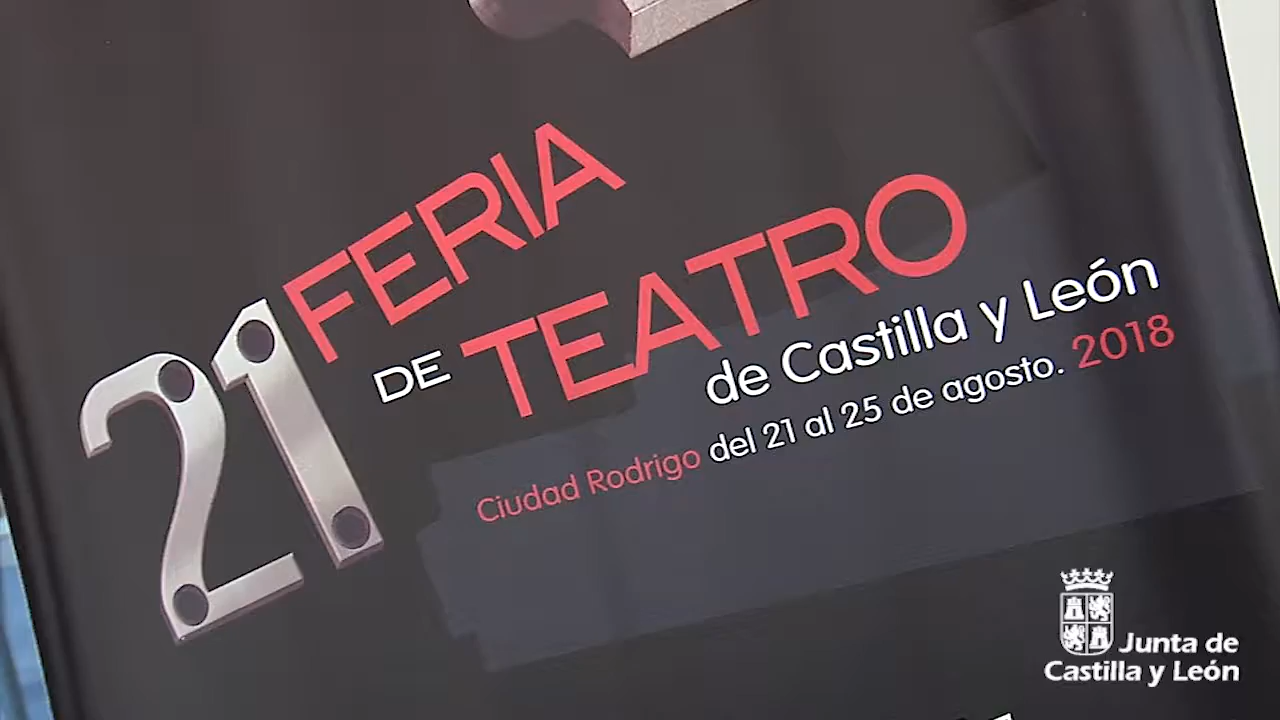 21 FERIA
DE TEATRO
de Castilla y León
Ciudad Rodrigo del 21 al 25 de agosto. 2018
Junta de
Castilla y León